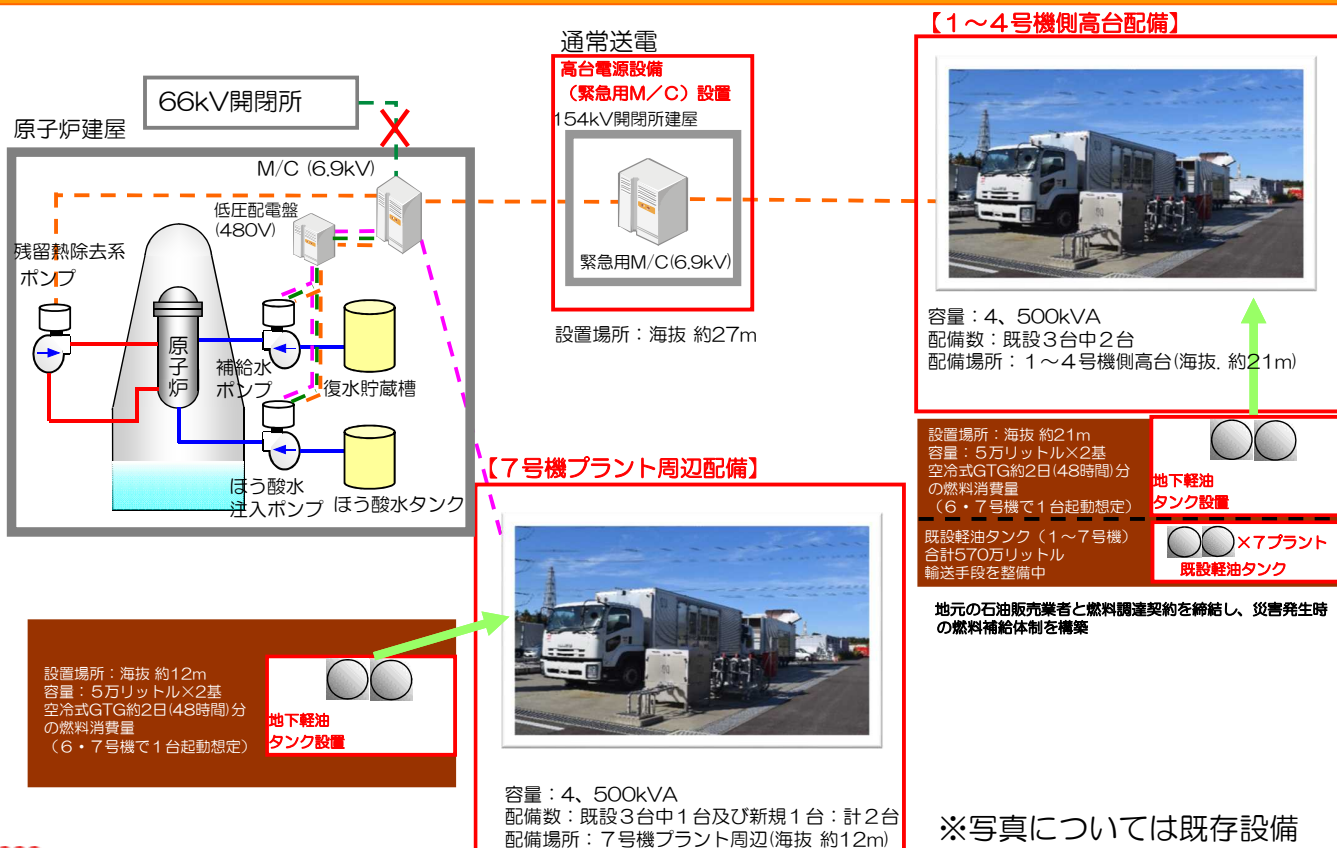 【1～4号機側高台配備】
通常送電
高台電源設備
（緊急用M／C）設置
154kV開閉所建屋
66kV開閉所
原子炉建屋
M/C (6.9kV)
低圧配電盤
(480V)
残留熱除去系
ポンプ
原子炉
補給水
ポンプ
復水貯蔵槽
ほう酸水
注入ポンプ
ほう酸水タンク
緊急用M/C(6.9kV)
設置場所：海抜 約27m
容量：4、500kVA
配備数：既設3台中2台
配備場所：1～4号機側高台(海抜. 約21m)
設置場所：海抜 約21m
容量：5万リットル×2基
空冷式GTG約2日(48時間)分
の燃料消費量
（6・7号機で1台起動想定）
地下軽油
タンク設置
既設軽油タンク（1～7号機）
合計570万リットル
輸送手段を整備中
×7プラント
既設軽油タンク
地元の石油販売業者と燃料調達契約を締結し、災害発生時
の燃料補給体制を構築
【7号機プラント周辺配備】
設置場所：海抜 約12m
容量：5万リットル×2基
空冷式GTG約2日(48時間)分
の燃料消費量
（6・7号機で1台起動想定）
地下軽油
タンク設置
容量：4、500kVA
配備数：既設3台中1台及び新規1台：計2台
配備場所：7号機プラント周辺(海抜 約12m)
※写真については既存設備